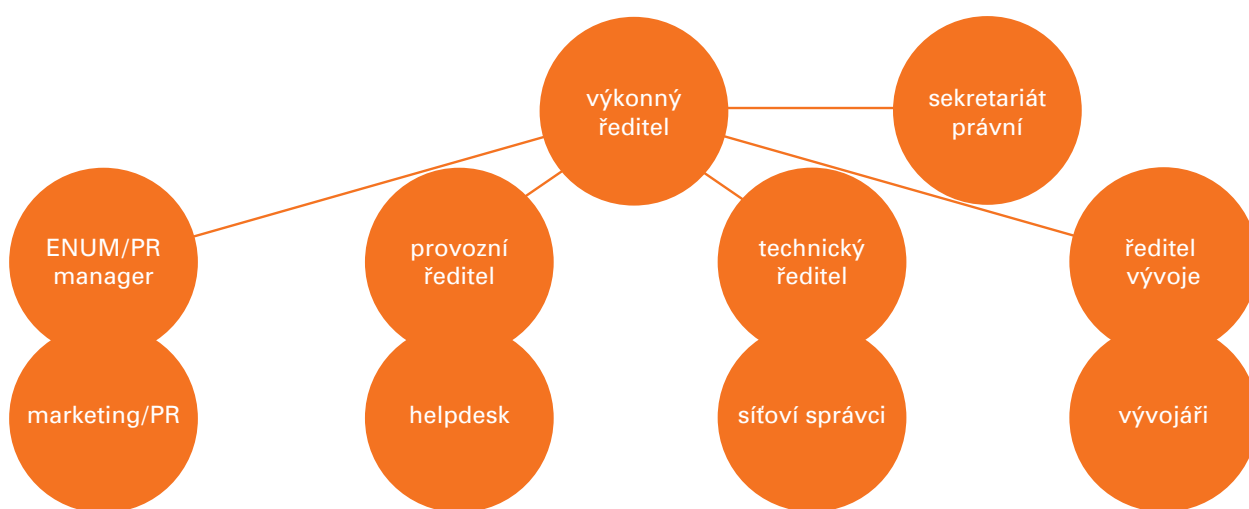 výkonný
ředitel
sekretariát
právní
ENUM/PR
manager
provozní
ředitel
technický
ředitel
ředitel
vývoje
marketing/PR
helpdesk
síťoví správci
vývojáři